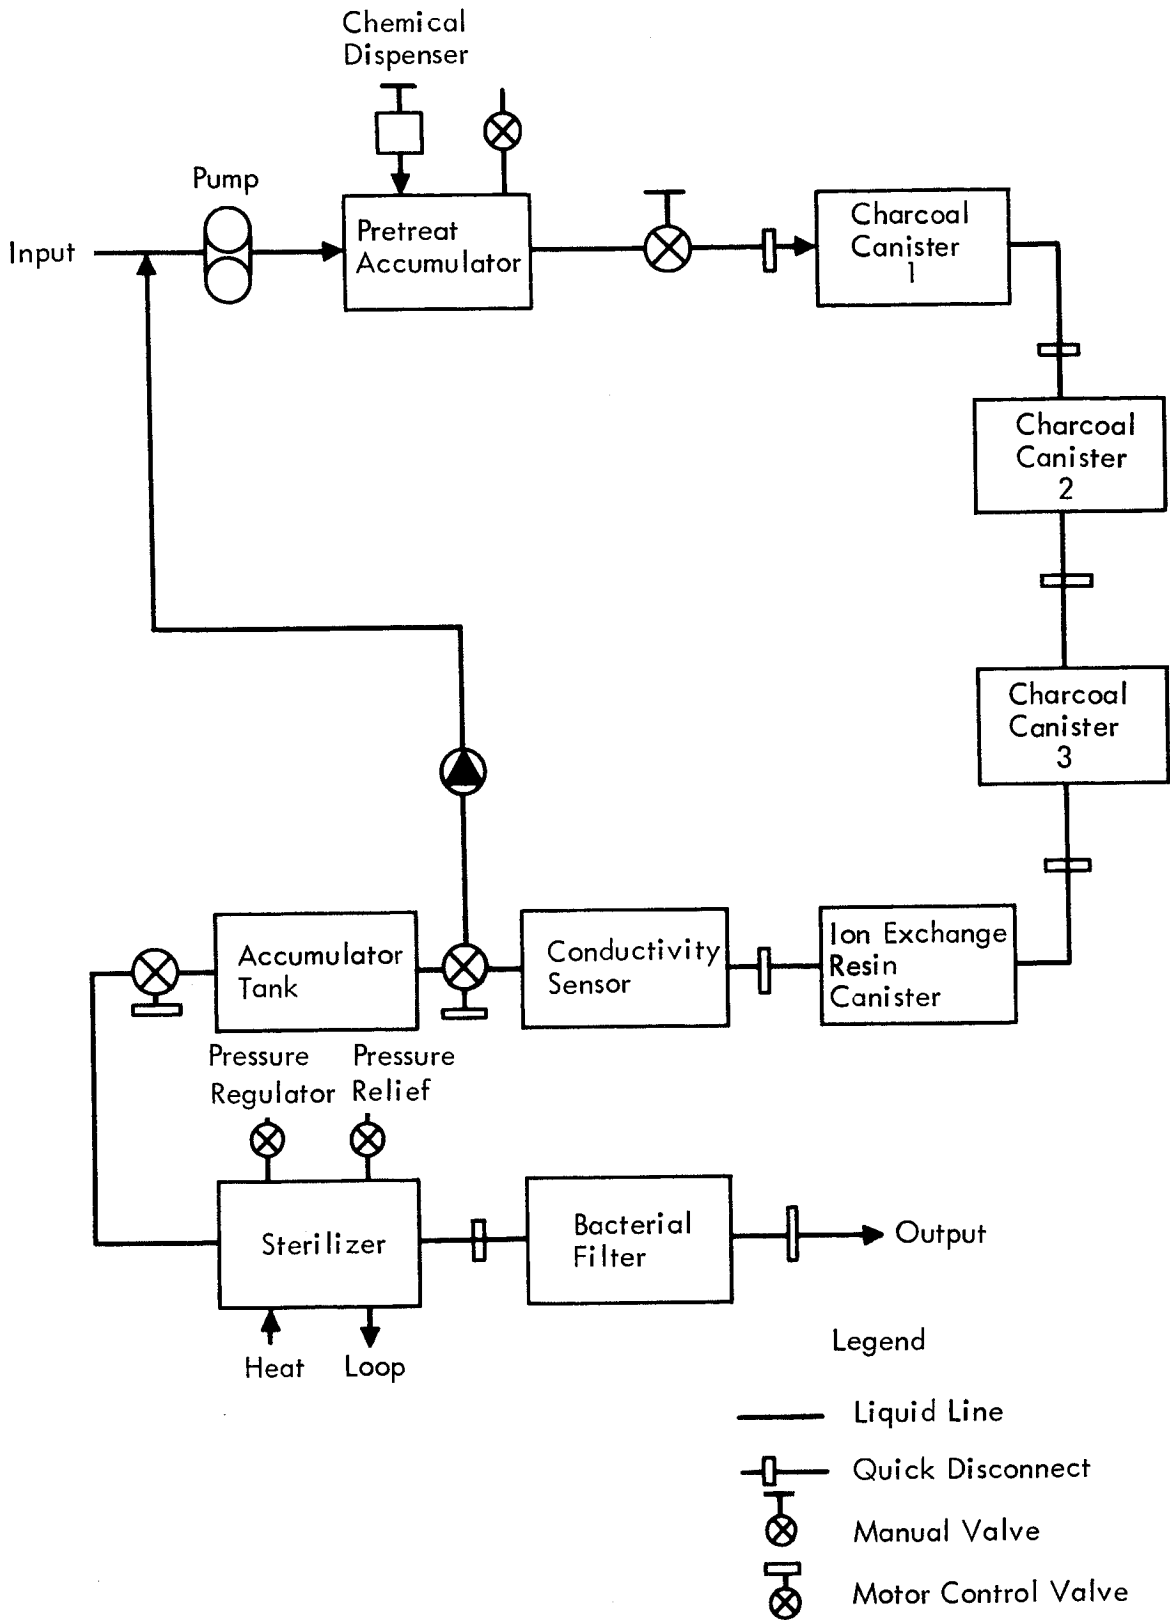 Chemical
Dispenser
Pump
Input
Pretreat
Accumulator
Charcoal
Canister
1
Charcoal
Canister
2
Charcoal
Canister
3
Accumulator
Tank
Conductivity
Sensor
Ion Exchange
Resin
Canister
Pressure
Regulator
Pressure
Relief
Sterilizer
Bacterial
Filter
Output
Heat
Loop
Legend
Liquid Line
Quick Disconnect
Manual Valve
Motor Control Valve